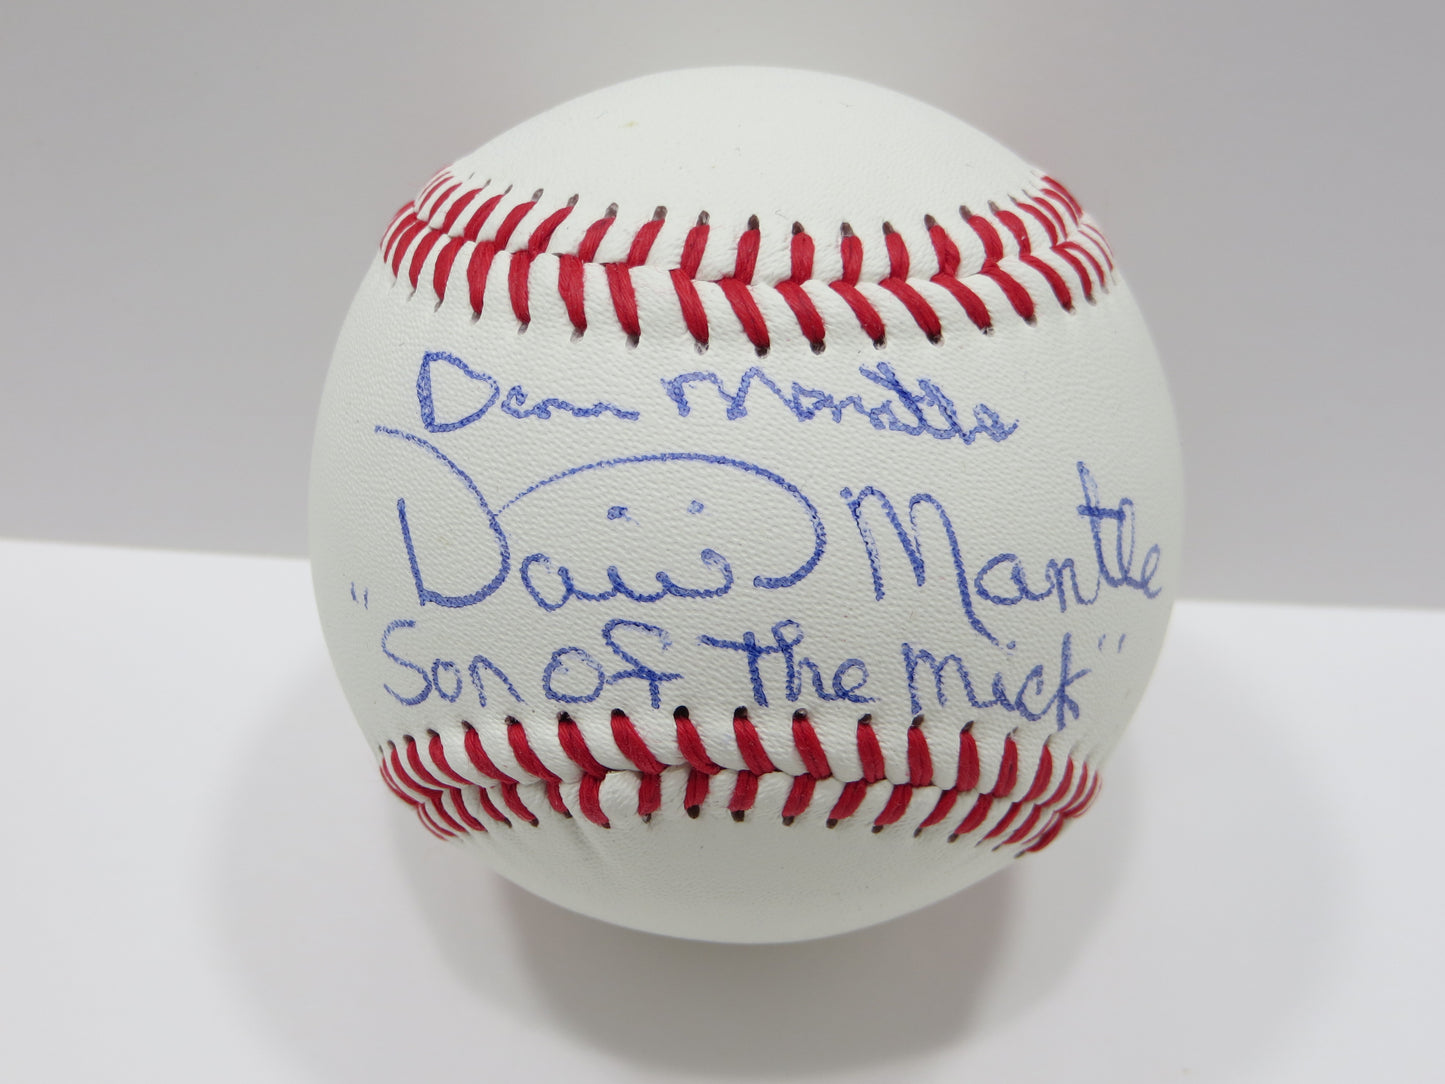 Dan Mantle
David Mantle
"Son of The Mick"